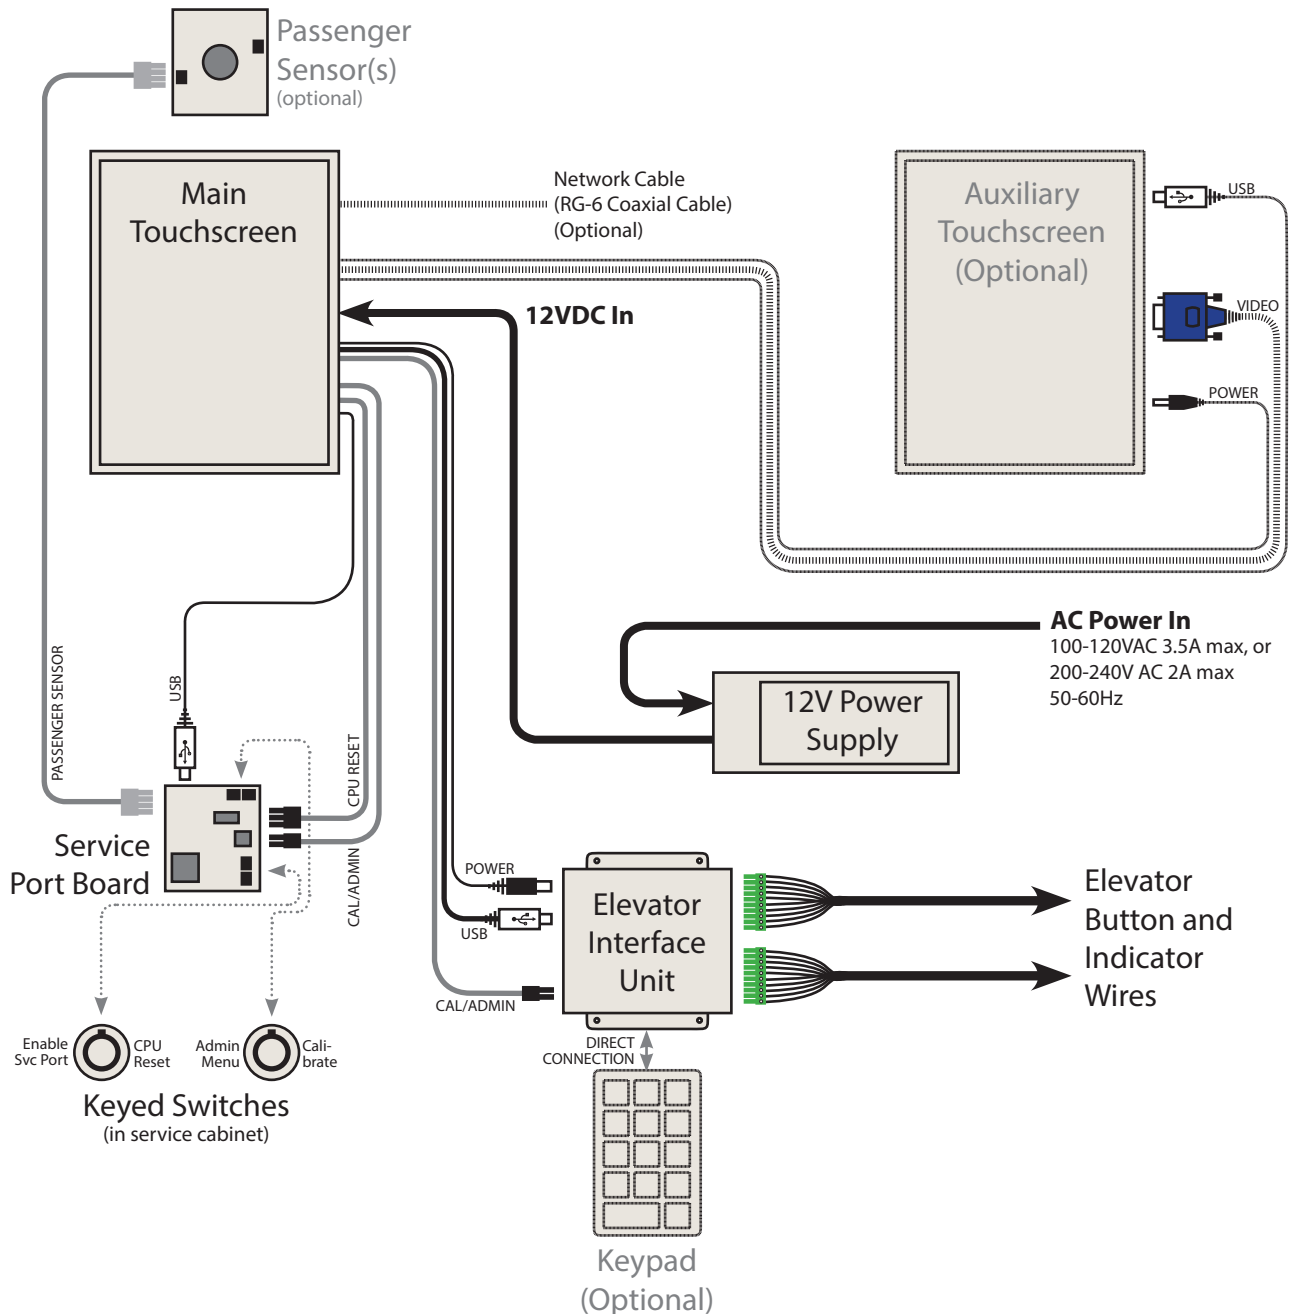 Passenger
Sensor(s)
(optional)
Main
Touchscreen
Network Cable
(RG-6 Coaxial Cable)
(Optional)
Auxiliary
Touchscreen
(Optional)
USB
VIDEO
POWER
12VDC In
AC Power In
100-120VAC 3.5A max, or
200-240V AC 2A max
50-60Hz
12V Power
Supply
PASSENGER SENSOR
USB
CPU RESET
CAL/ADMIN
Service
Port Board
POWER
USB
CAL/ADMIN
Elevator
Interface
Unit
Elevator
Button and
Indicator
Wires
DIRECT
CONNECTION
Enable
Svc Port
CPU
Reset
Admin
Menu
Cali-
brate
Keyed Switches
(in service cabinet)
Keypad
(Optional)